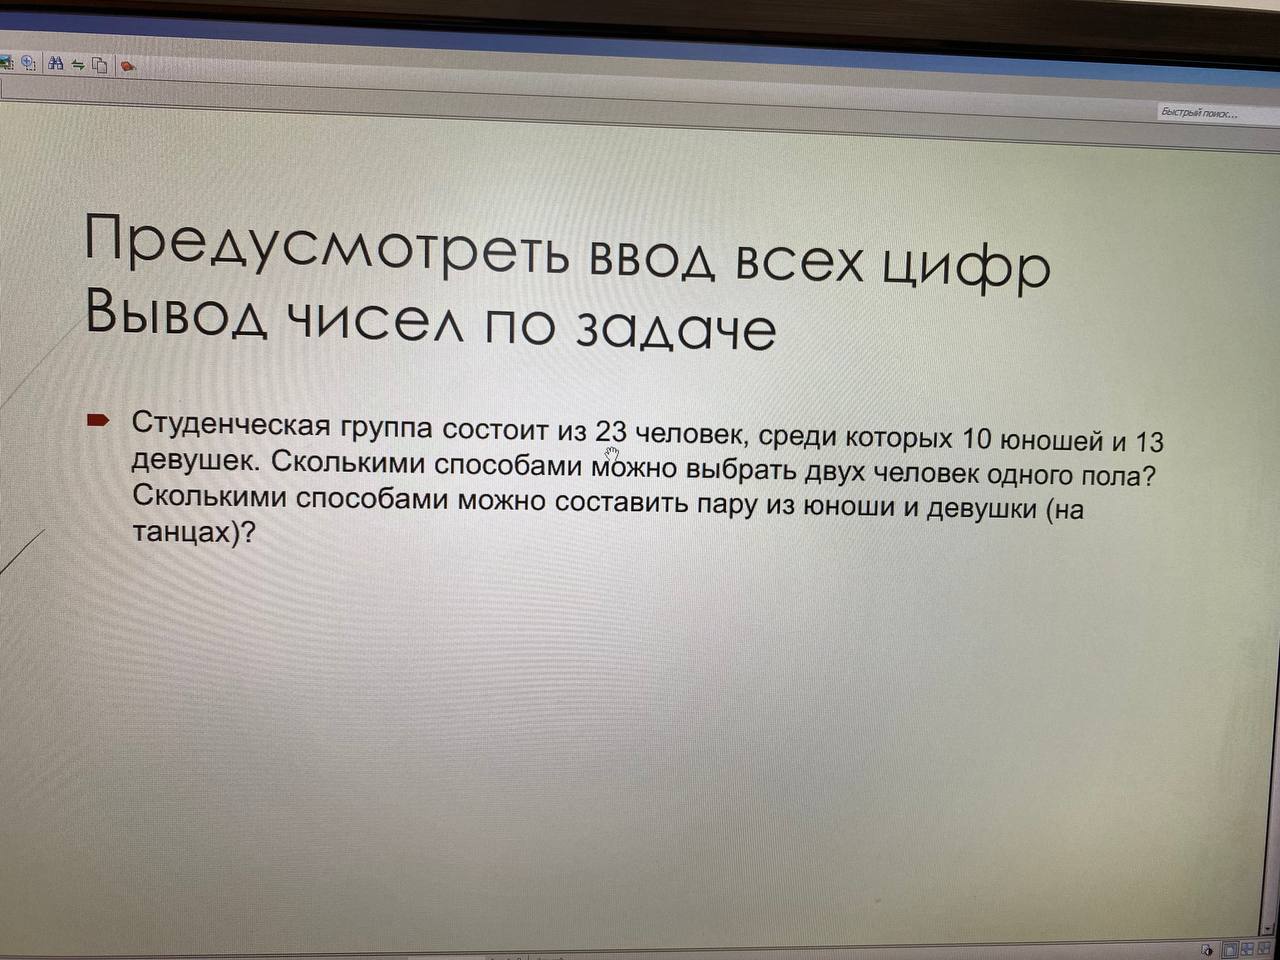 Быстрый поиск...
Предусмотреть ввод всех цифр
Вывод чисел по задаче
Студенческая группа состоит из 23 человек, среди которых 10 юношей и 13
девушек. Сколькими способами можно выбрать двух человек одного пола?
Сколькими способами можно составить пару из юноши и девушки (на
танцах)?